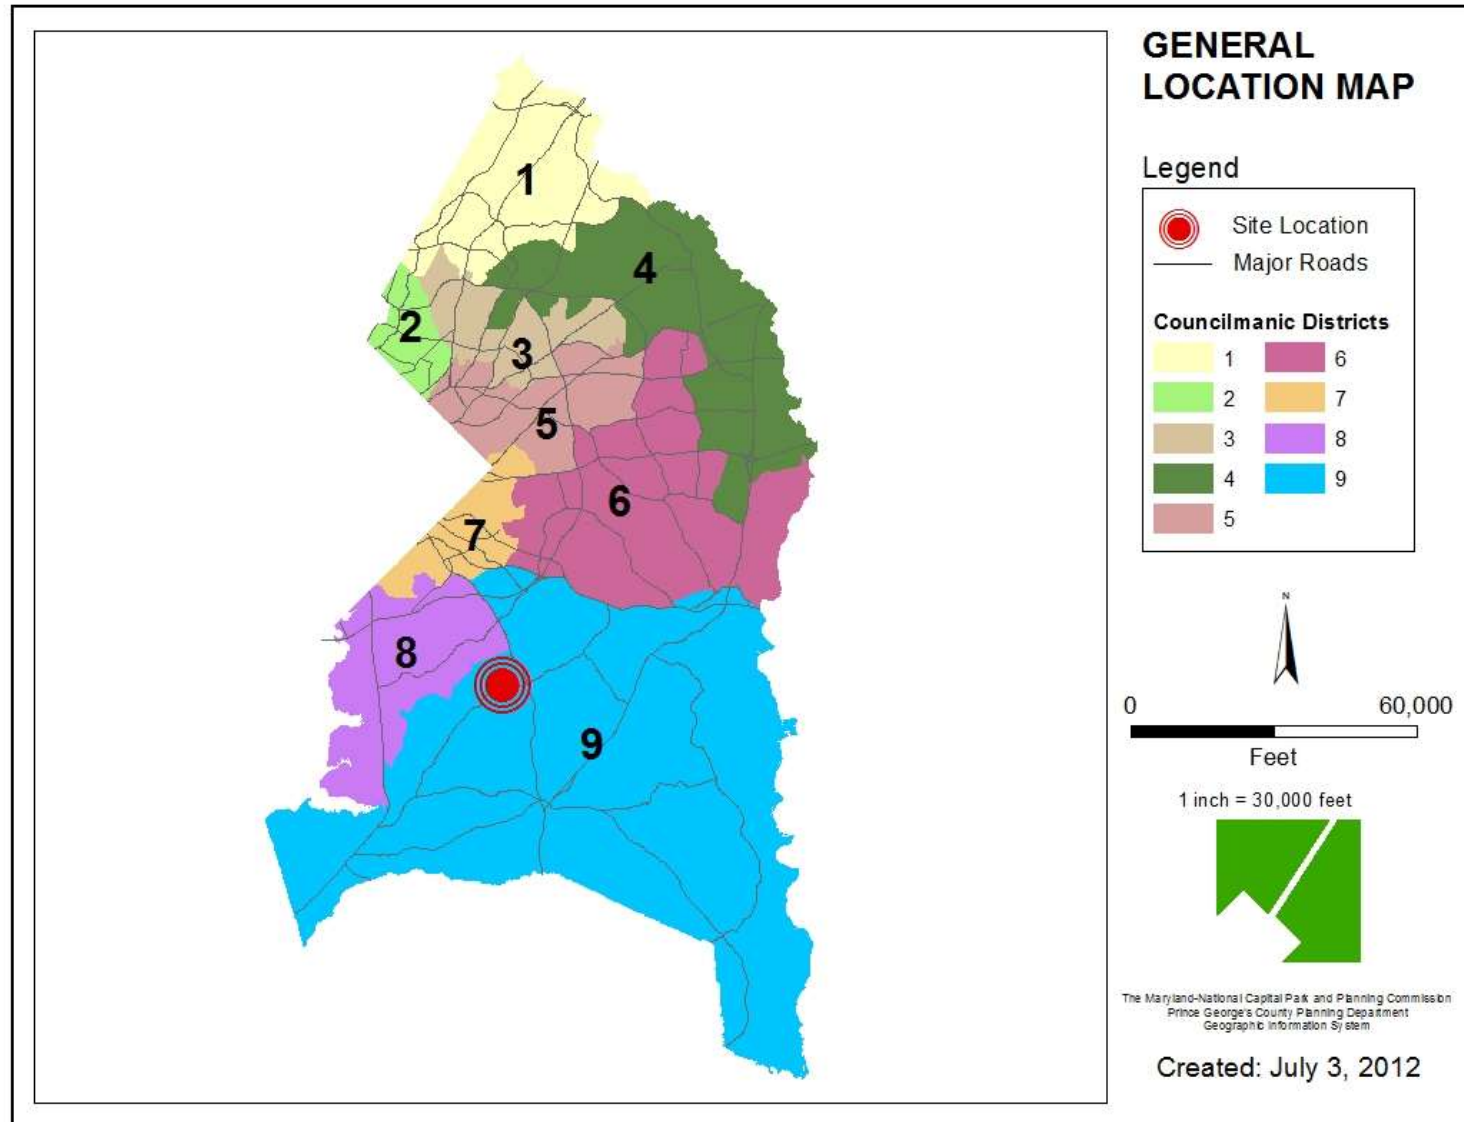 GENERAL
LOCATION MAP
Legend
Site Location
Major Roads
Councilmanic Districts
1 6
2 7
3 8
4 9
5
1
4
2
3
5
6
7
8
9
N
0 60,000
Feet
1 inch = 30,000 feet
The Maryland-National Capital Park and Planning Commission
Prince George's County Planning Department
Geographic Information System
Created: July 3, 2012